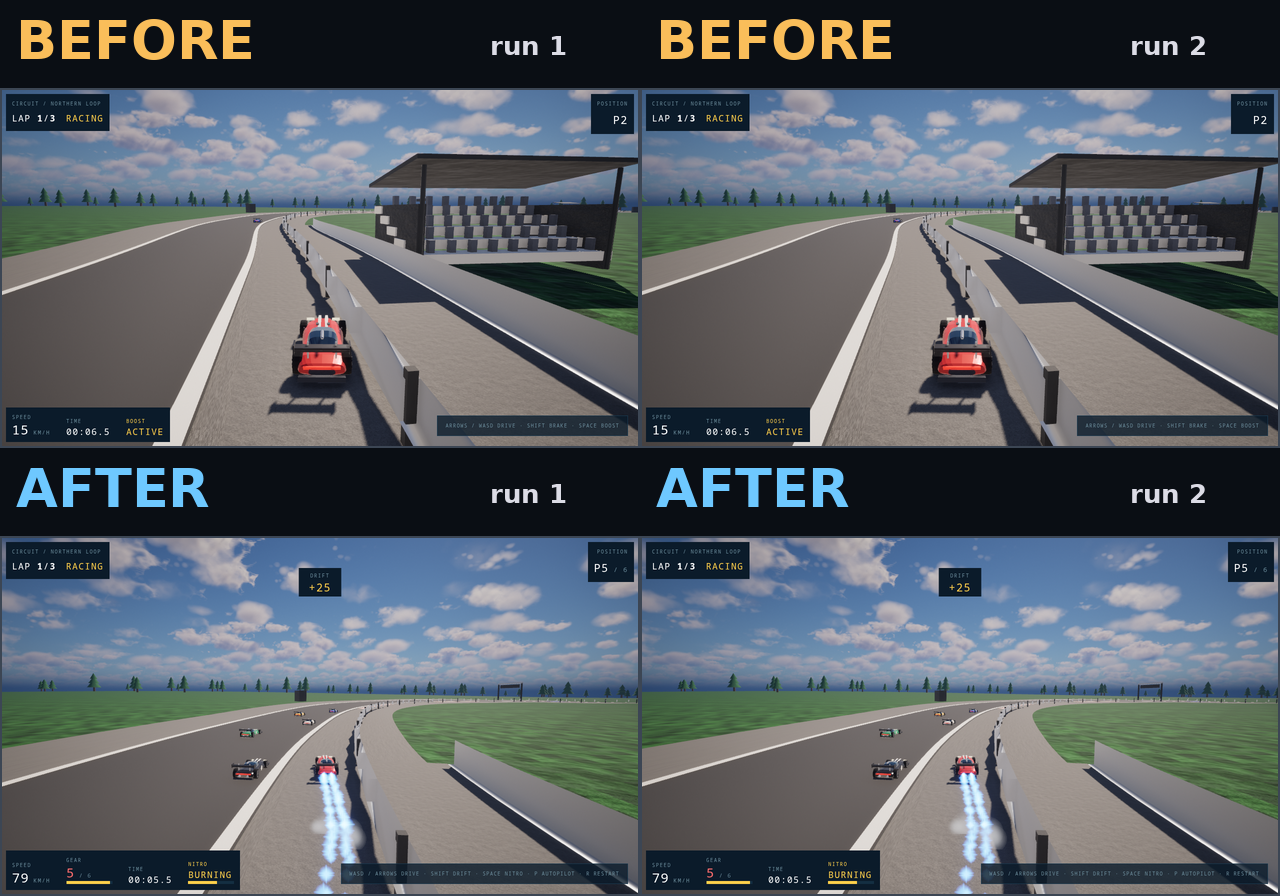 BEFORE run 1
BEFORE run 2
CIRCUIT / NORTHERN LOOP
LAP 1/3 RACING
POSITION
P2
CIRCUIT / NORTHERN LOOP
LAP 1/3 RACING
POSITION
P2
SPEED TIME BOOST
15 KM/H 00:06.5 ACTIVE
ARROWS / WASD DRIVE · SHIFT BRAKE · SPACE BOOST
SPEED TIME BOOST
15 KM/H 00:06.5 ACTIVE
ARROWS / WASD DRIVE · SHIFT BRAKE · SPACE BOOST
AFTER run 1
AFTER run 2
CIRCUIT / NORTHERN LOOP
LAP 1/3 RACING
DRIFT
+25
POSITION
P5 / 6
CIRCUIT / NORTHERN LOOP
LAP 1/3 RACING
DRIFT
+25
POSITION
P5 / 6
SPEED GEAR TIME NITRO
79 KM/H 5 / 6 00:05.5 BURNING
WASD / ARROWS DRIVE · SHIFT DRIFT · SPACE NITRO · P AUTOPILOT · R RESTART
SPEED GEAR TIME NITRO
79 KM/H 5 / 6 00:05.5 BURNING
WASD / ARROWS DRIVE · SHIFT DRIFT · SPACE NITRO · P AUTOPILOT · R RESTART